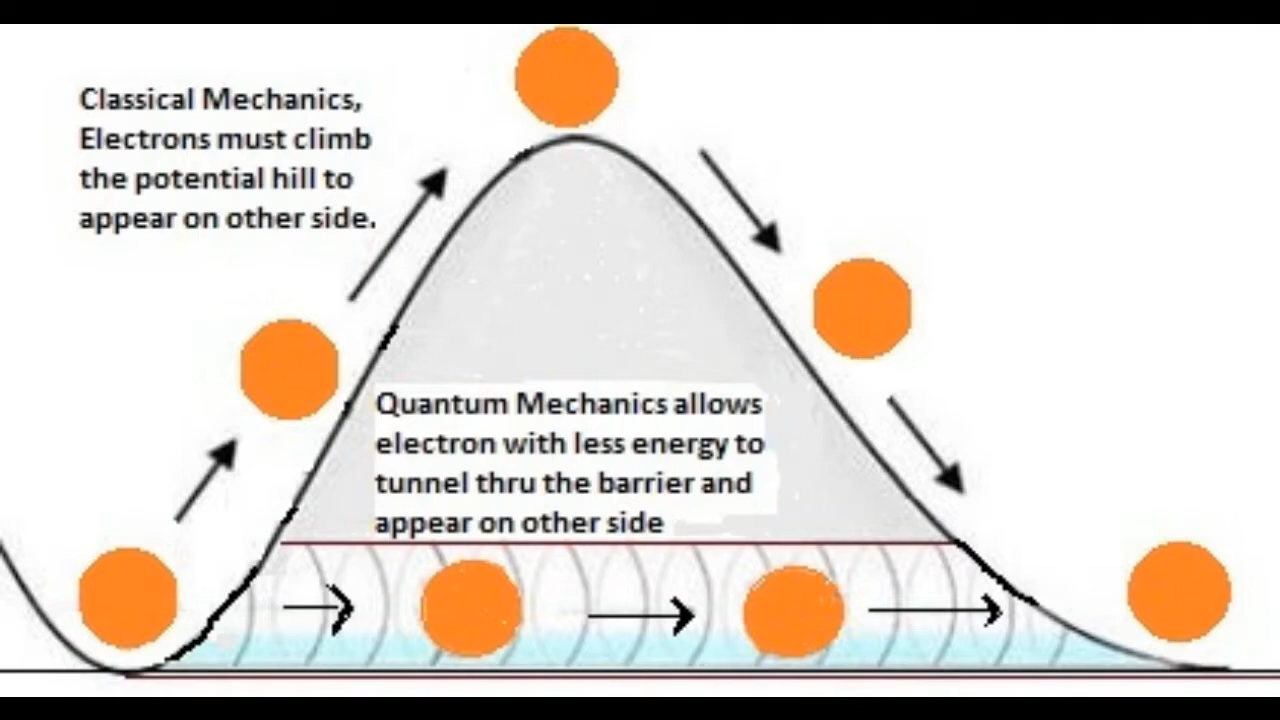 Classical Mechanics,
Electrons must climb
the potential hill to
appear on other side.
Quantum Mechanics allows
electron with less energy to
tunnel thru the barrier and
appear on other side